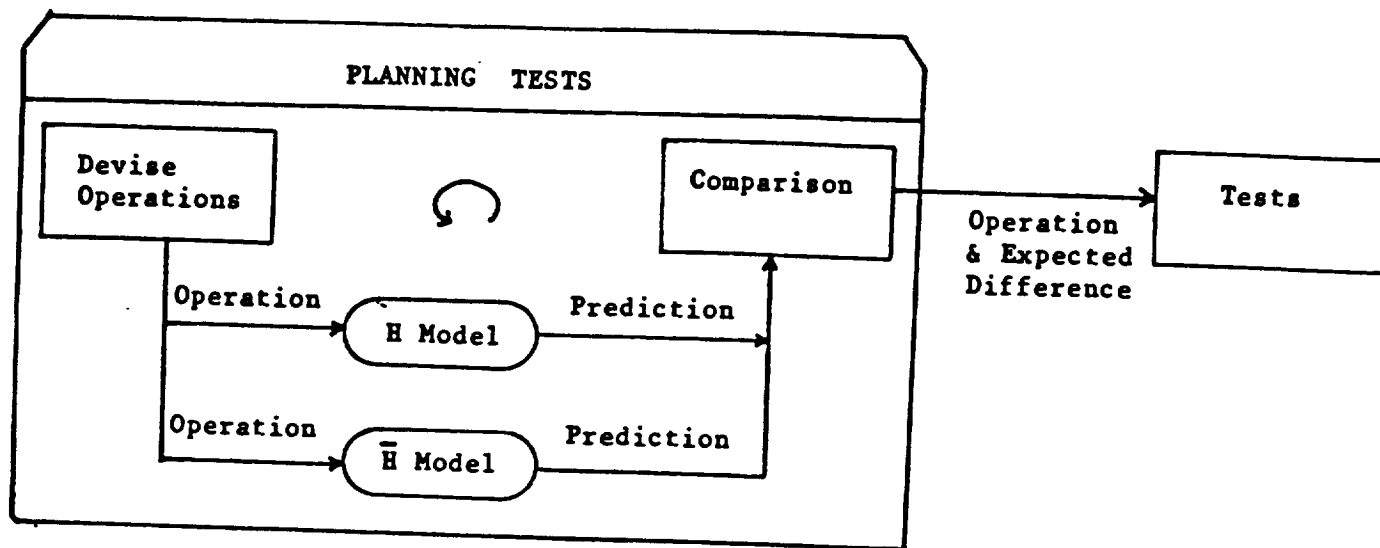 PLANNING TESTS
Devise
Operations
Comparison
Tests
Operation
& Expected
Difference
Operation
H Model
Prediction
Operation
H̅ Model
Prediction